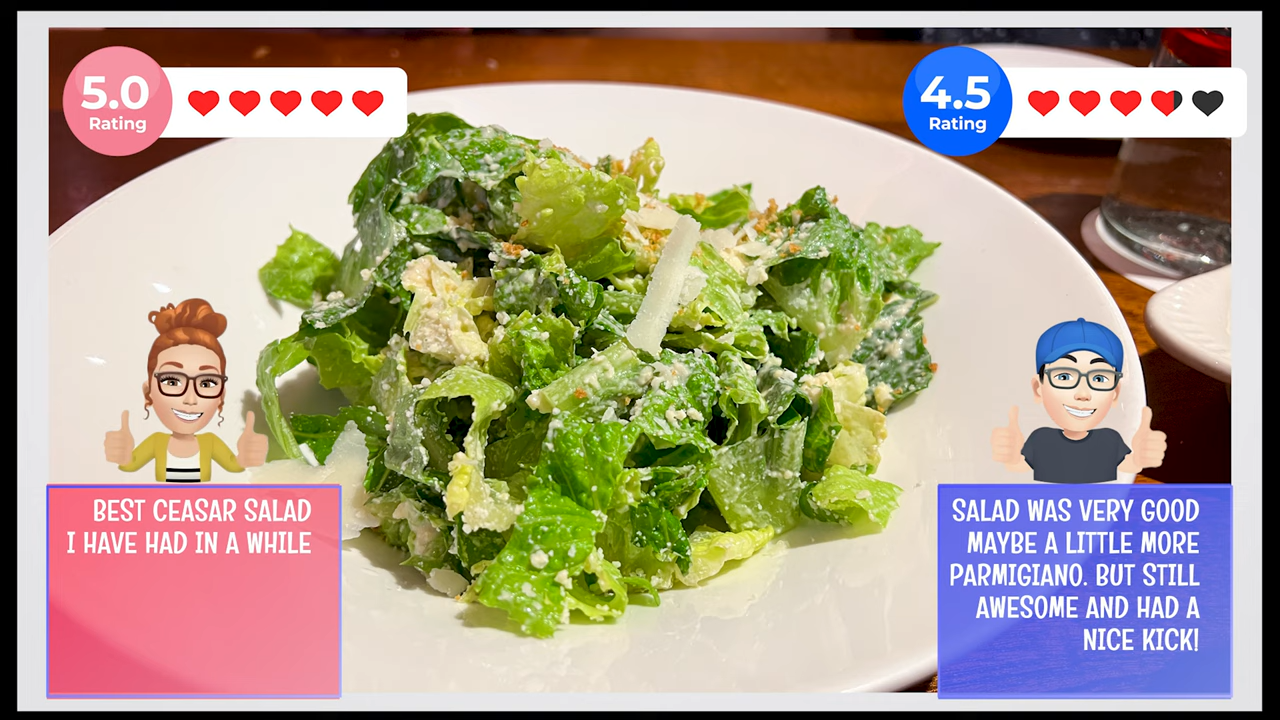 5.0
Rating
4.5
Rating
BEST CEASAR SALAD
I HAVE HAD IN A WHILE
SALAD WAS VERY GOOD
MAYBE A LITTLE MORE
PARMIGIANO. BUT STILL
AWESOME AND HAD A
NICE KICK!